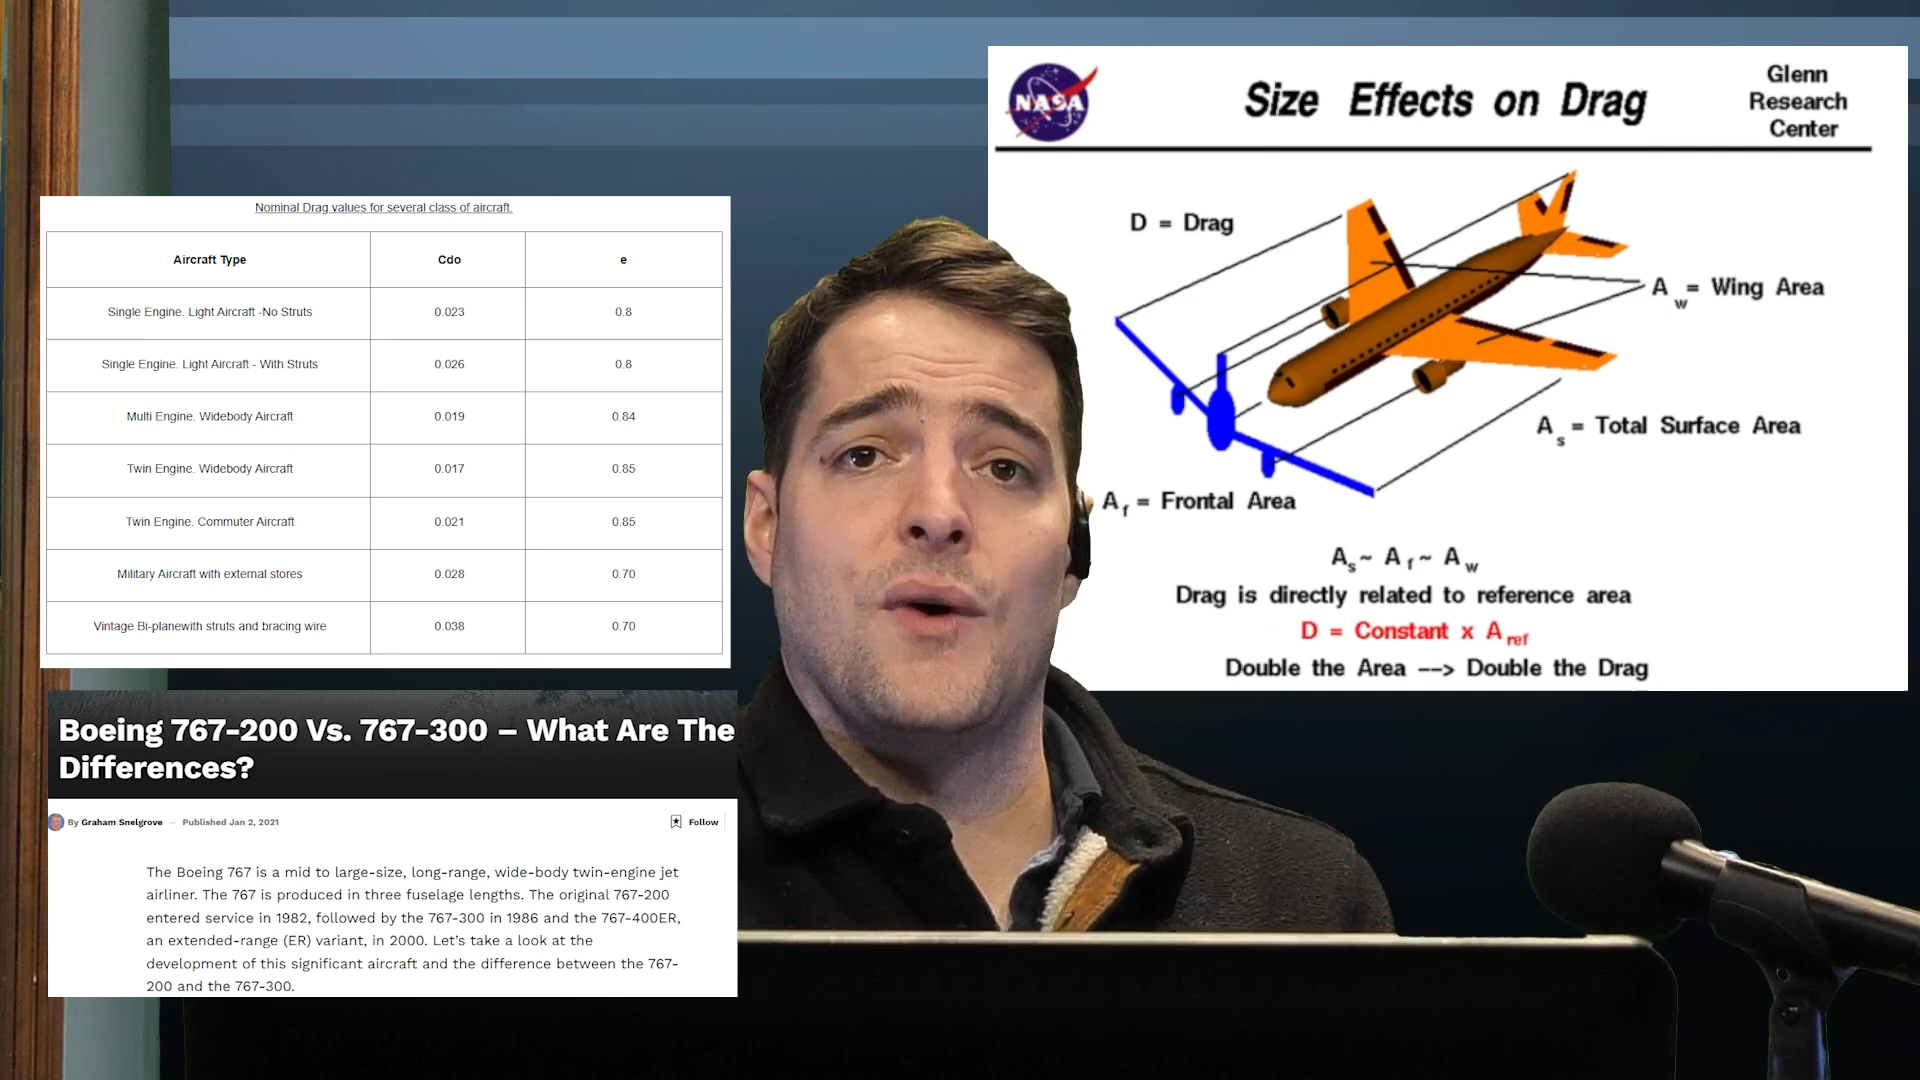 Nominal Drag values for several class of aircraft.
Aircraft Type Cdo e
Single Engine. Light Aircraft -No Struts 0.023 0.8
Single Engine. Light Aircraft - With Struts 0.026 0.8
Multi Engine. Widebody Aircraft 0.019 0.84
Twin Engine. Widebody Aircraft 0.017 0.85
Twin Engine. Commuter Aircraft 0.021 0.85
Military Aircraft with external stores 0.028 0.70
Vintage Bi-planewith struts and bracing wire 0.038 0.70
Boeing 767-200 Vs. 767-300 – What Are The
Differences?
By Graham Snelgrove — Published Jan 2, 2021
Follow
The Boeing 767 is a mid to large-size, long-range, wide-body twin-engine jet
airliner. The 767 is produced in three fuselage lengths. The original 767-200
entered service in 1982, followed by the 767-300 in 1986 and the 767-400ER,
an extended-range (ER) variant, in 2000. Let’s take a look at the
development of this significant aircraft and the difference between the 767-
200 and the 767-300.
NASA
Size Effects on Drag
Glenn
Research
Center
D = Drag
A w = Wing Area
A s = Total Surface Area
A f = Frontal Area
A s ~ A f ~ A w
Drag is directly related to reference area
D = Constant x A ref
Double the Area --> Double the Drag